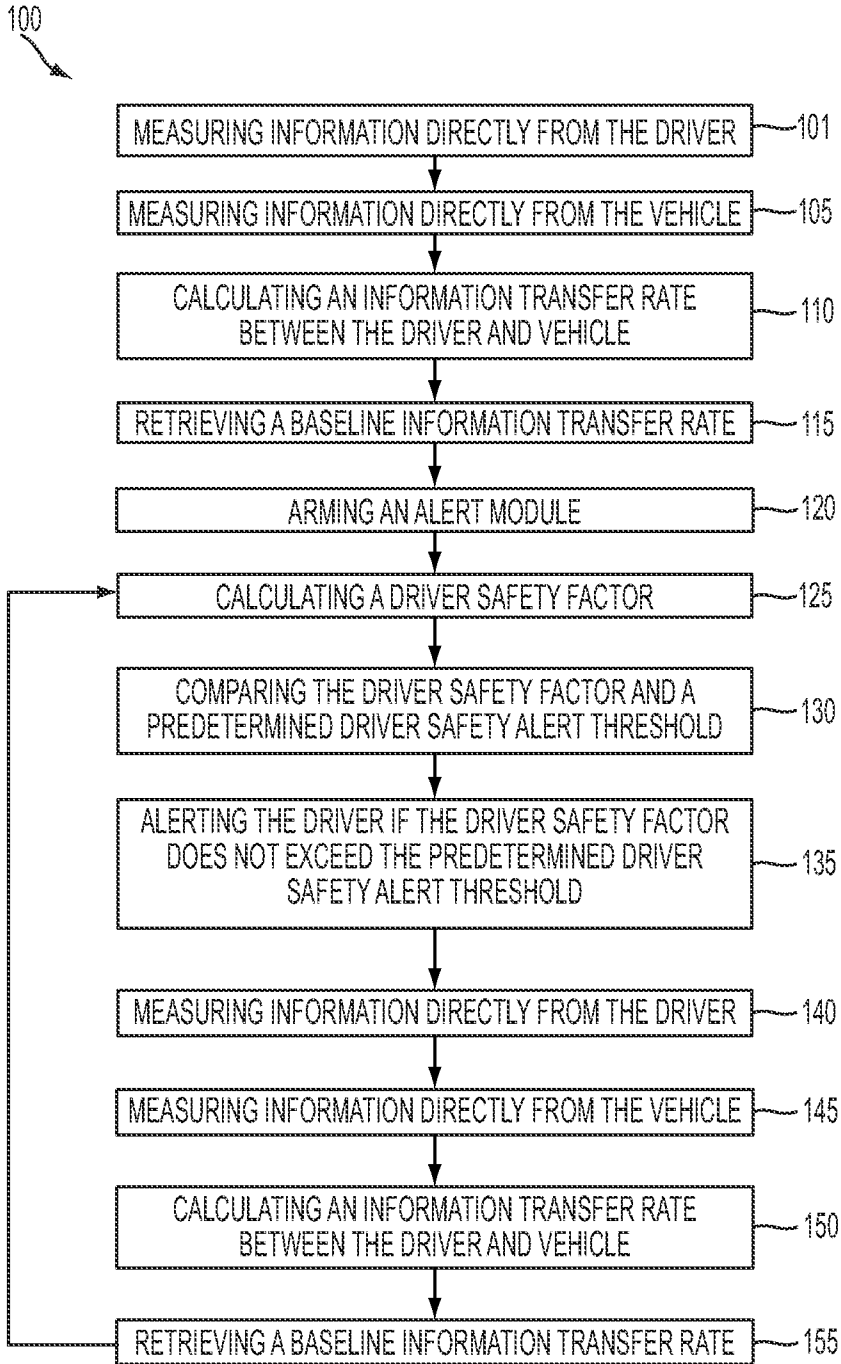 100
MEASURING INFORMATION DIRECTLY FROM THE DRIVER 101
MEASURING INFORMATION DIRECTLY FROM THE VEHICLE 105
CALCULATING AN INFORMATION TRANSFER RATE
BETWEEN THE DRIVER AND VEHICLE 110
RETRIEVING A BASELINE INFORMATION TRANSFER RATE 115
ARMING AN ALERT MODULE 120
CALCULATING A DRIVER SAFETY FACTOR 125
COMPARING THE DRIVER SAFETY FACTOR AND A
PREDETERMINED DRIVER SAFETY ALERT THRESHOLD 130
ALERTING THE DRIVER IF THE DRIVER SAFETY FACTOR
DOES NOT EXCEED THE PREDETERMINED DRIVER 135
SAFETY ALERT THRESHOLD
MEASURING INFORMATION DIRECTLY FROM THE DRIVER 140
MEASURING INFORMATION DIRECTLY FROM THE VEHICLE 145
CALCULATING AN INFORMATION TRANSFER RATE
BETWEEN THE DRIVER AND VEHICLE 150
RETRIEVING A BASELINE INFORMATION TRANSFER RATE 155